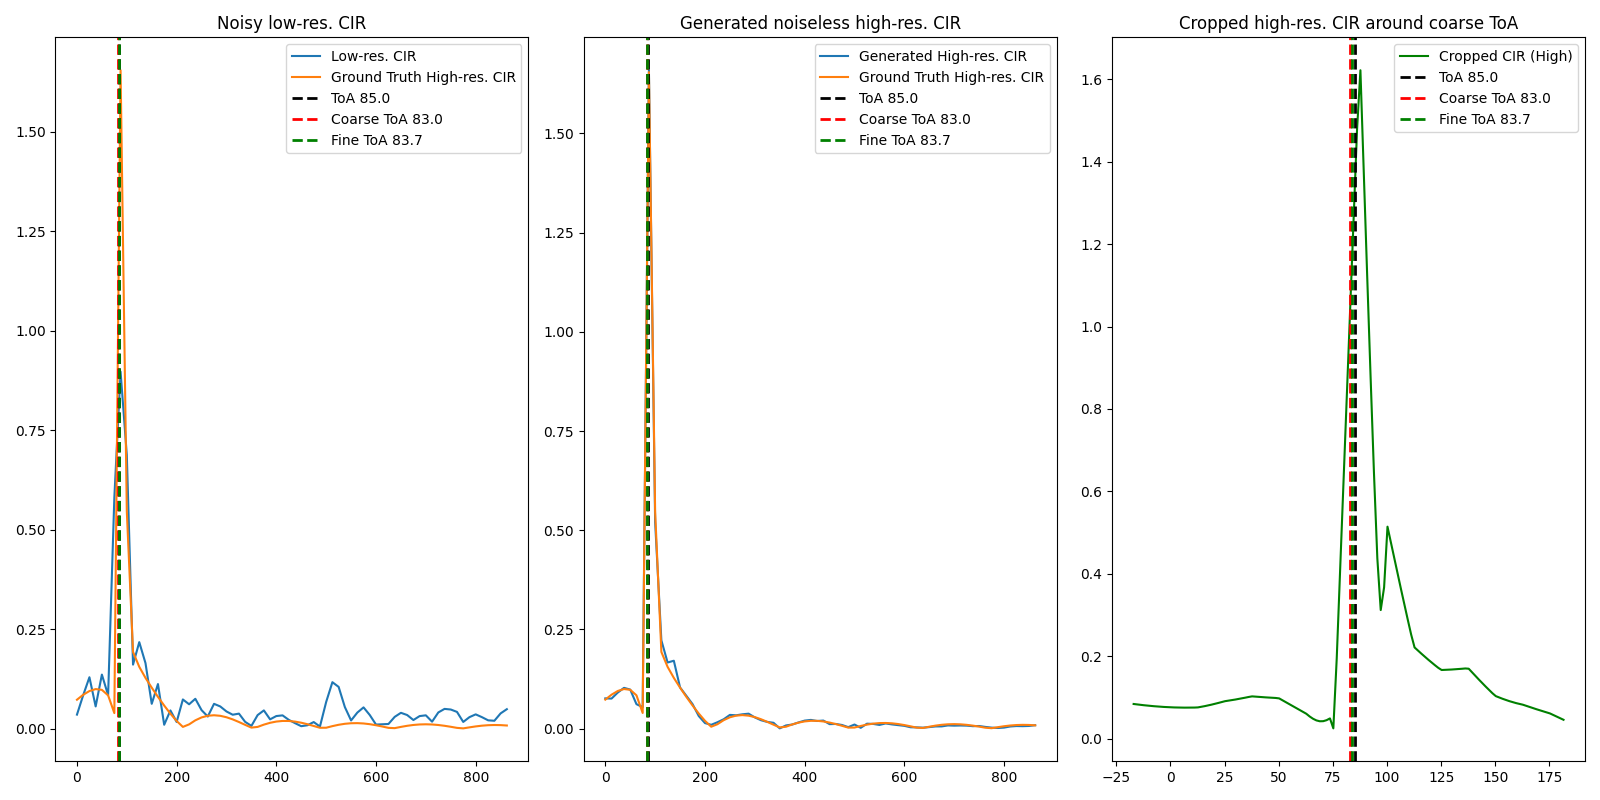 Noisy low-res. CIR
Low-res. CIR
Ground Truth High-res. CIR
ToA 85.0
Coarse ToA 83.0
Fine ToA 83.7
1.50
1.25
1.00
0.75
0.50
0.25
0.00
0 200 400 600 800
Generated noiseless high-res. CIR
Generated High-res. CIR
Ground Truth High-res. CIR
ToA 85.0
Coarse ToA 83.0
Fine ToA 83.7
1.50
1.25
1.00
0.75
0.50
0.25
0.00
0 200 400 600 800
Cropped high-res. CIR around coarse ToA
Cropped CIR (High)
ToA 85.0
Coarse ToA 83.0
Fine ToA 83.7
1.6
1.4
1.2
1.0
0.8
0.6
0.4
0.2
0.0
−25 0 25 50 75 100 125 150 175